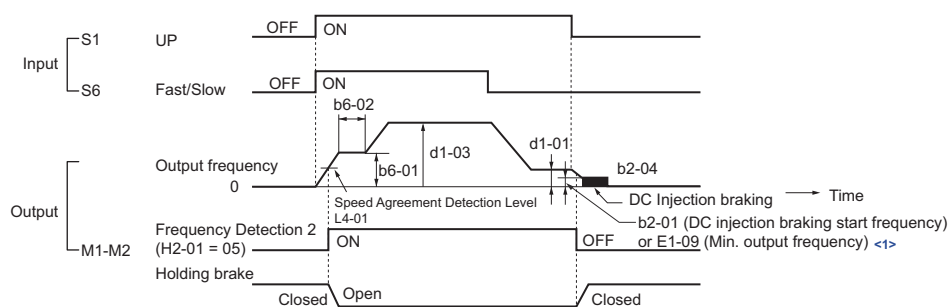 OFF ON
S1 UP
Input
S6 Fast/Slow OFF ON
b6-02
d1-01
b2-04
d1-03
Output frequency
b6-01
0
DC Injection braking
Time
Speed Agreement Detection Level
L4-01
b2-01 (DC injection braking start frequency)
or E1-09 (Min. output frequency) <1>
Output
Frequency Detection 2
(H2-01 = 05)
M1-M2
ON OFF
Holding brake
Closed Open Closed